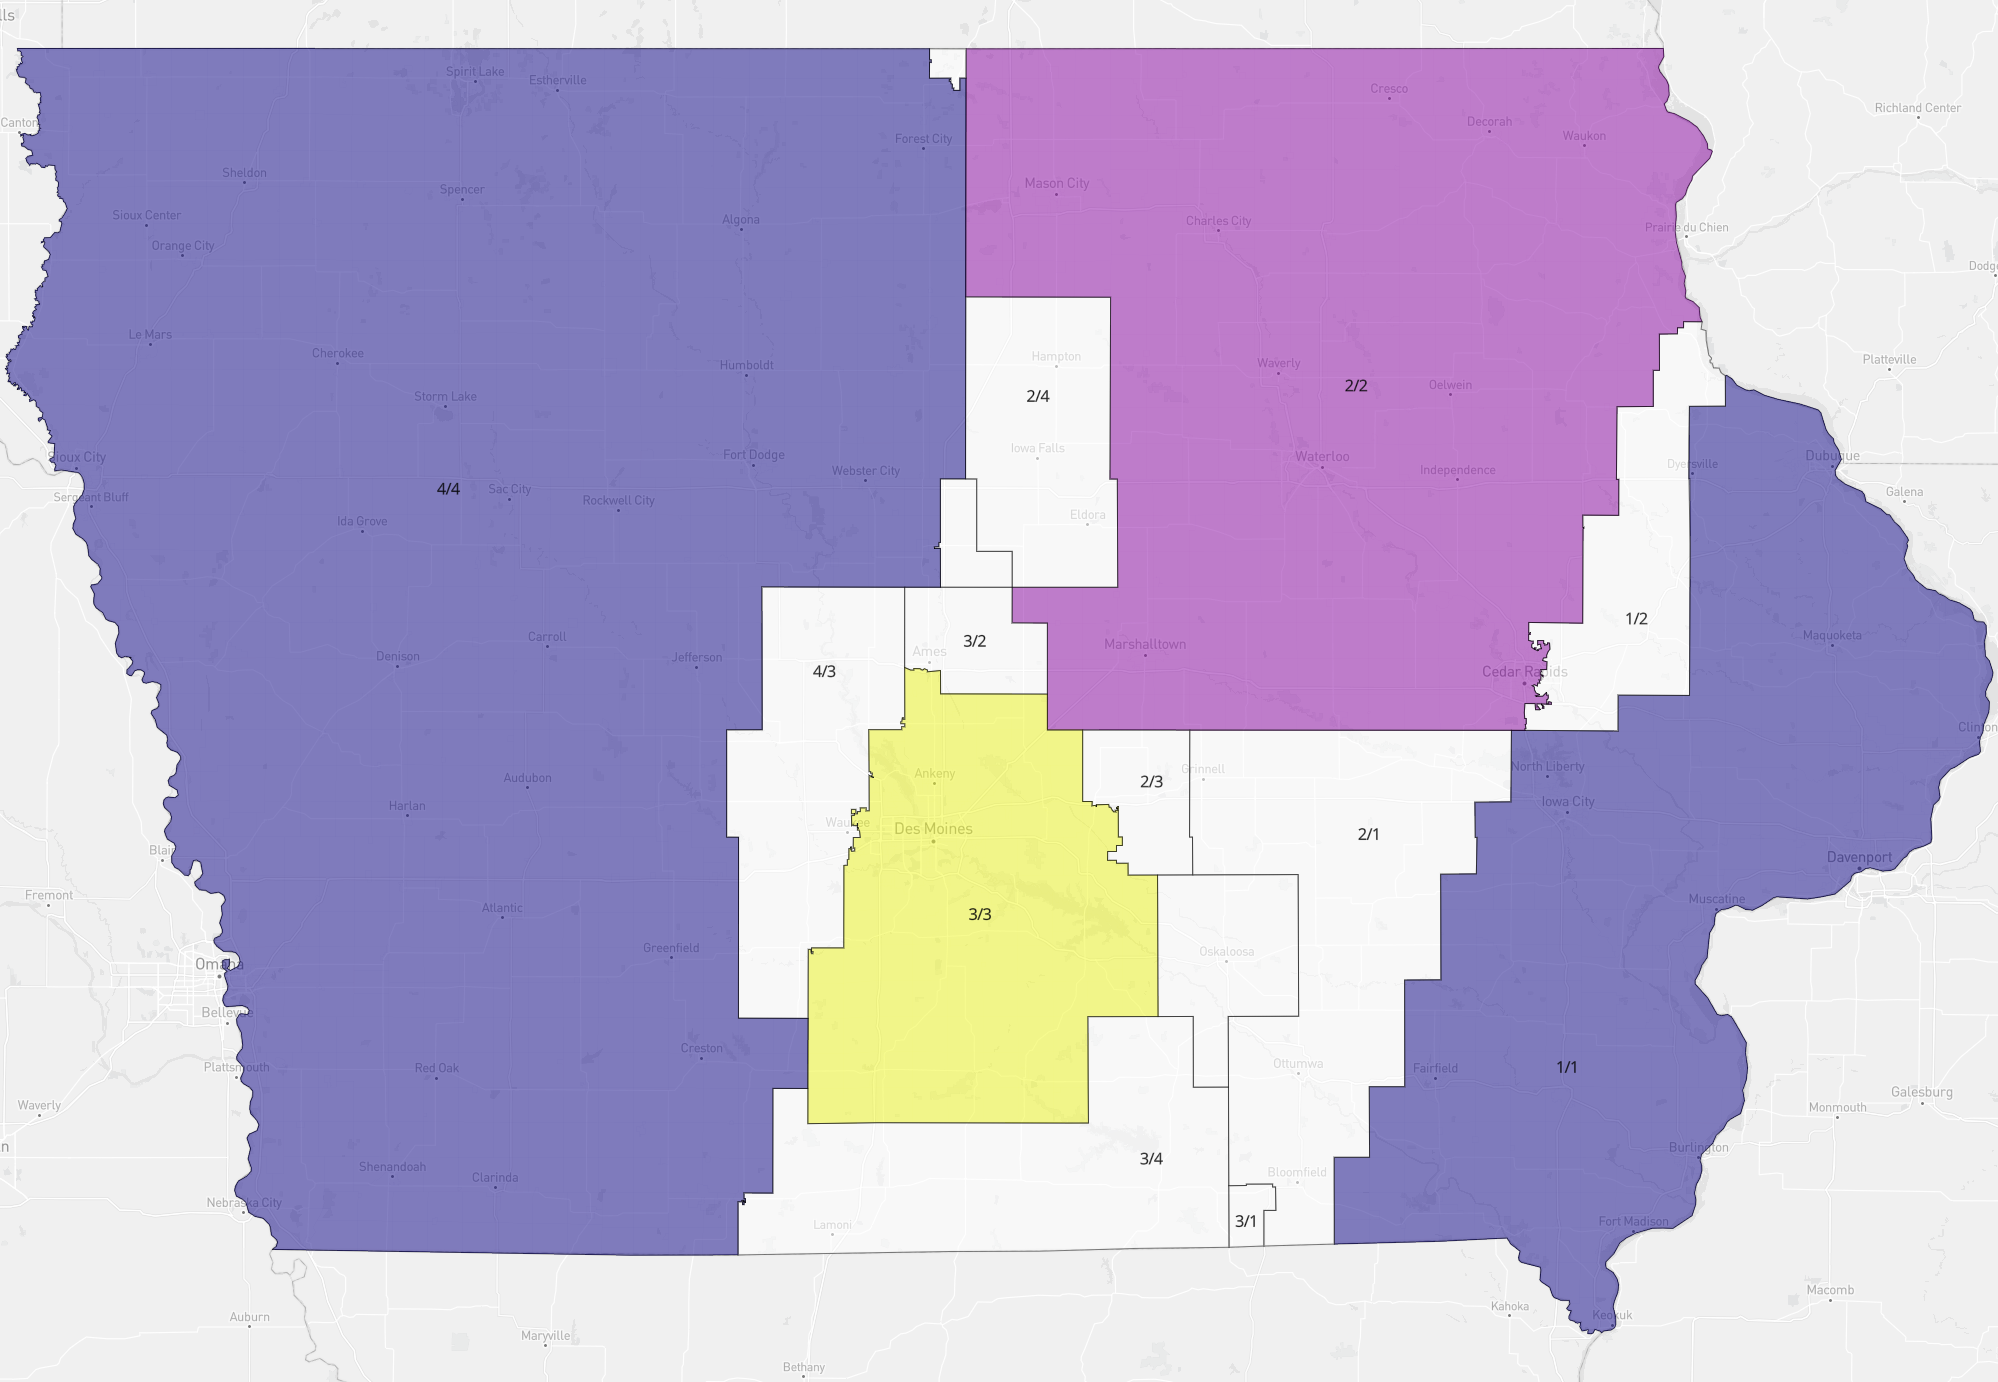 lls
Spirit Lake
Estherville
Cresco
Richland Center
Canton
Decorah
Waukon
Forest City
Sheldon
Spencer
Mason City
Sioux Center
Algona
Charles City
Prairie du Chien
Orange City
Dodge
Le Mars
Cherokee
Hampton
Waverly
Platteville
Humboldt
2/2
Oelwein
Storm Lake
2/4
Iowa Falls
Sioux City
Fort Dodge
Webster City
Waterloo
Independence
Dyersville
Dubuque
4/4
Sac City
Rockwell City
Sergeant Bluff
Galena
Ida Grove
Eldora
1/2
Carroll
3/2
Maquoketa
Denison
Jefferson
Ames
Marshalltown
4/3
Cedar Rapids
Clinton
Audubon
Ankeny
2/3
Grinnell
North Liberty
Harlan
Iowa City
Waukee
Des Moines
2/1
Blair
Davenport
Fremont
Atlantic
3/3
Muscatine
Greenfield
Oskaloosa
Omaha
Bellevue
Creston
Plattsmouth
Red Oak
Ottumwa
Fairfield
1/1
Waverly
Galesburg
Monmouth
n
Burlington
Shenandoah
Clarinda
3/4
Bloomfield
Nebraska City
Lamoni
3/1
Fort Madison
Macomb
Auburn
Kahoka
Keokuk
Maryville
Bethany